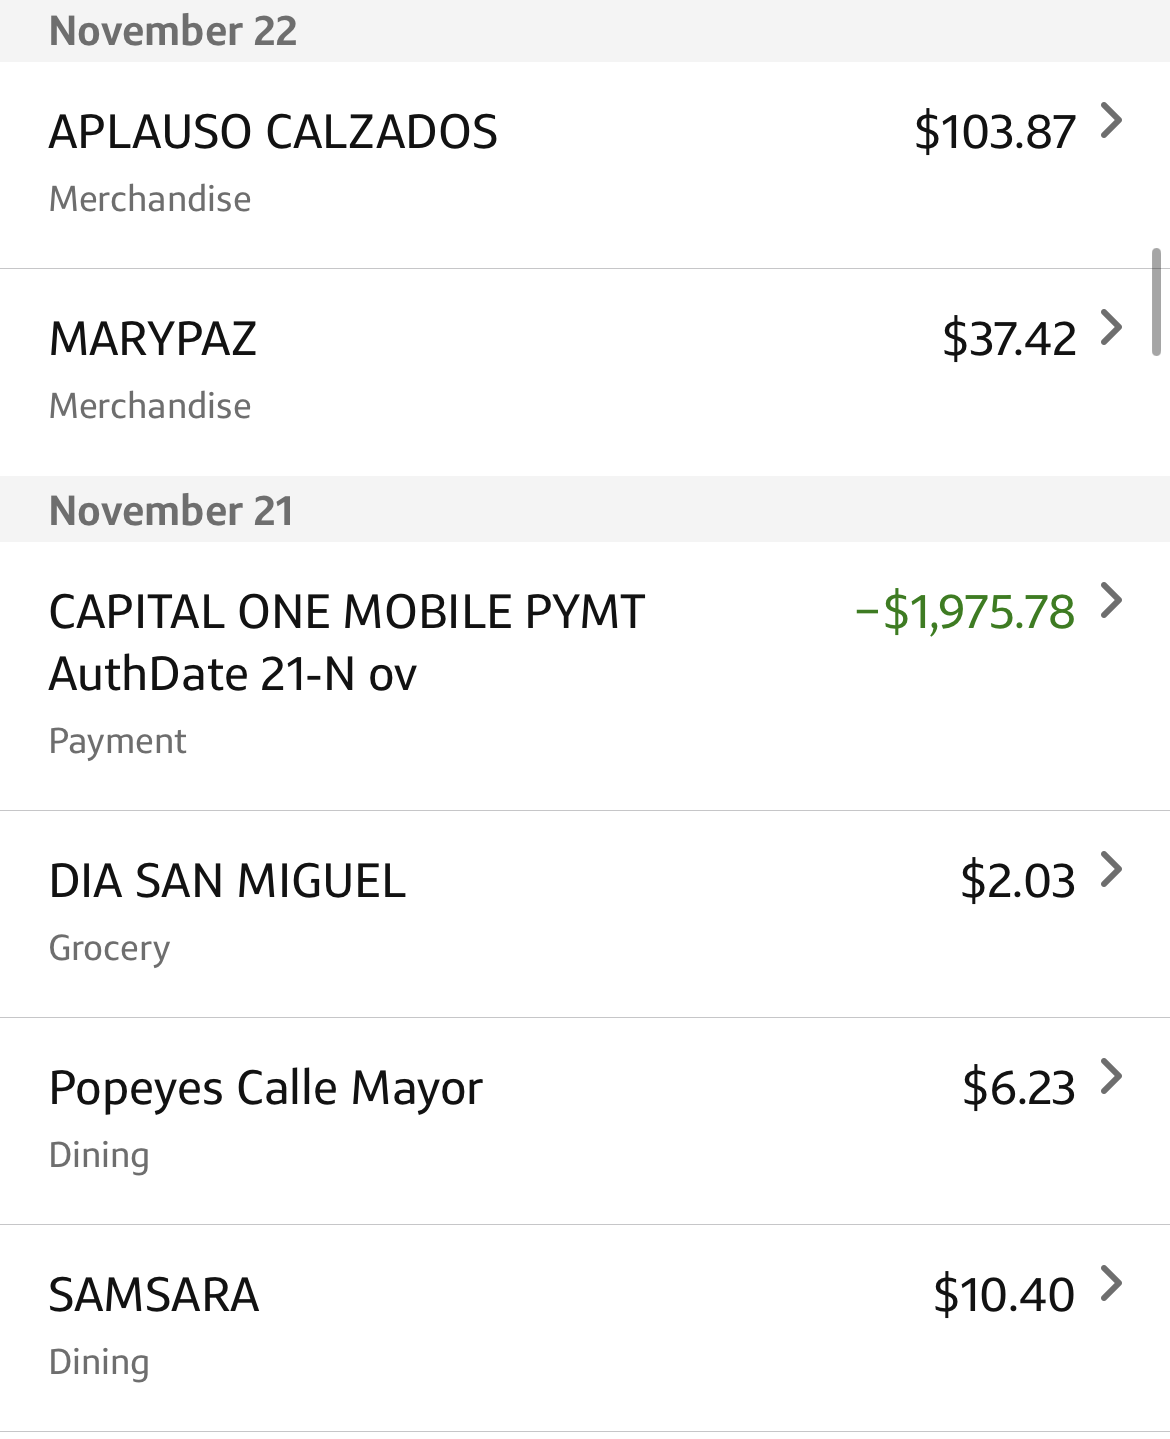 November 22
APLAUSO CALZADOS $103.87
Merchandise
MARYPAZ $37.42
Merchandise
November 21
CAPITAL ONE MOBILE PYMT –$1,975.78
AuthDate 21-N ov
Payment
DIA SAN MIGUEL $2.03
Grocery
Popeyes Calle Mayor $6.23
Dining
SAMSARA $10.40
Dining